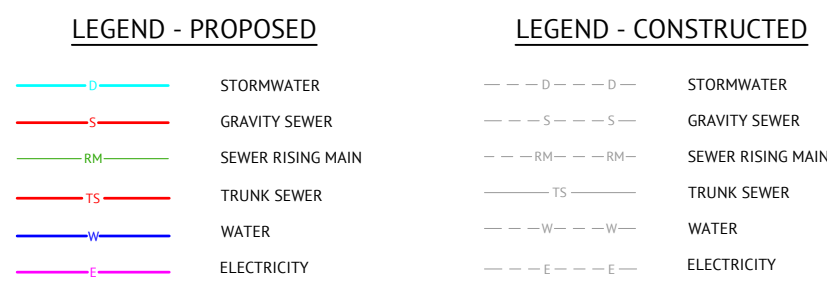 LEGEND - PROPOSED
D STORMWATER
S GRAVITY SEWER
RM SEWER RISING MAIN
TS TRUNK SEWER
W WATER
E ELECTRICITY
LEGEND - CONSTRUCTED
D D STORMWATER
S S GRAVITY SEWER
RM RM SEWER RISING MAIN
TS TRUNK SEWER
W W WATER
E E ELECTRICITY